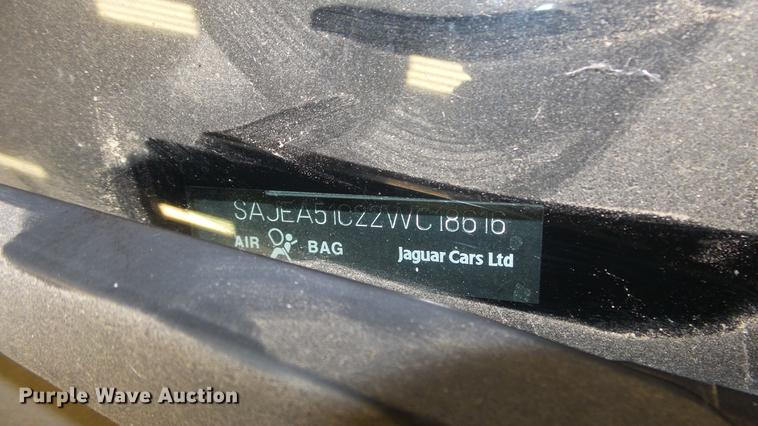 SAJEA51C22WC18616
AIR BAG
Jaguar Cars Ltd
Purple Wave Auction